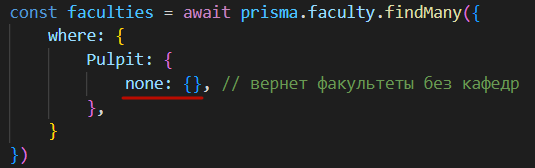 const faculties = await prisma.faculty.findMany({
where: {
Pulpit: {
none: {}, // вернет факультеты без кафедр
},
}
})